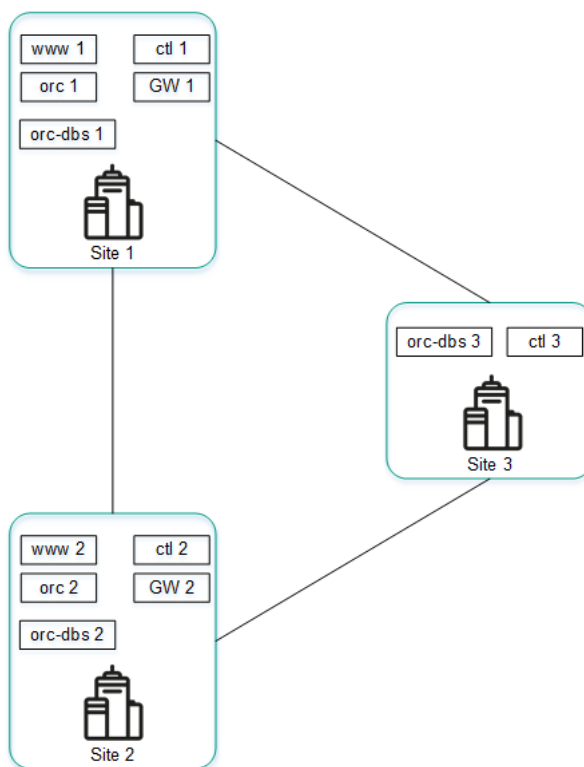 www 1
ctl 1
orc 1
GW 1
orc-dbs 1
Site 1
orc-dbs 3
ctl 3
Site 3
www 2
ctl 2
orc 2
GW 2
orc-dbs 2
Site 2